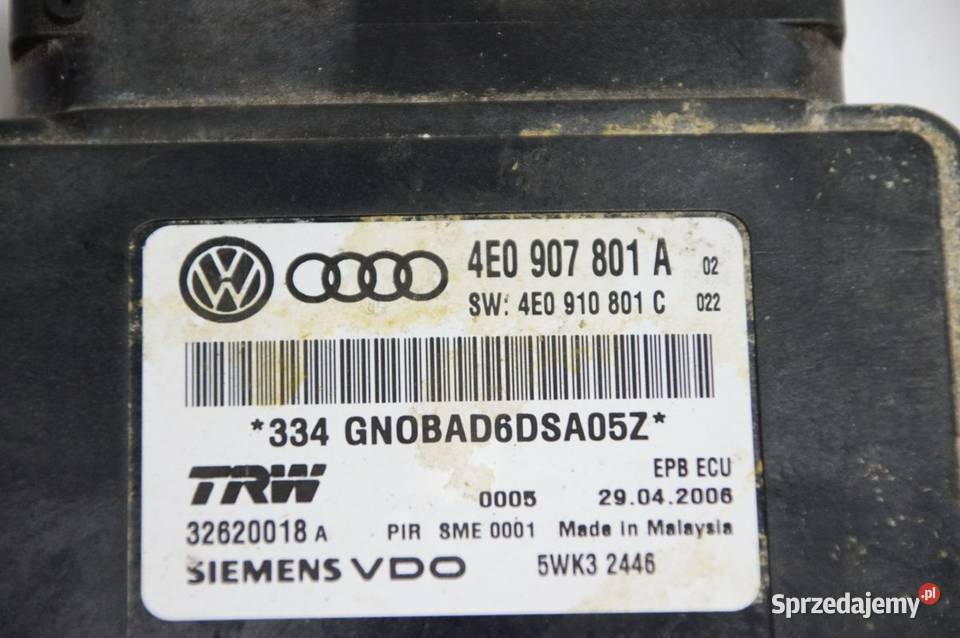 4E0 907 801 A 02
SW: 4E0 910 801 C 022
*334 GNOBAD6DSA05Z*
TRW EPB ECU
0005 29.04.2006
32620018 A PIR SME 0001 Made in Malaysia
SIEMENS VDO 5WK3 2446
Sprzedajemy .pl